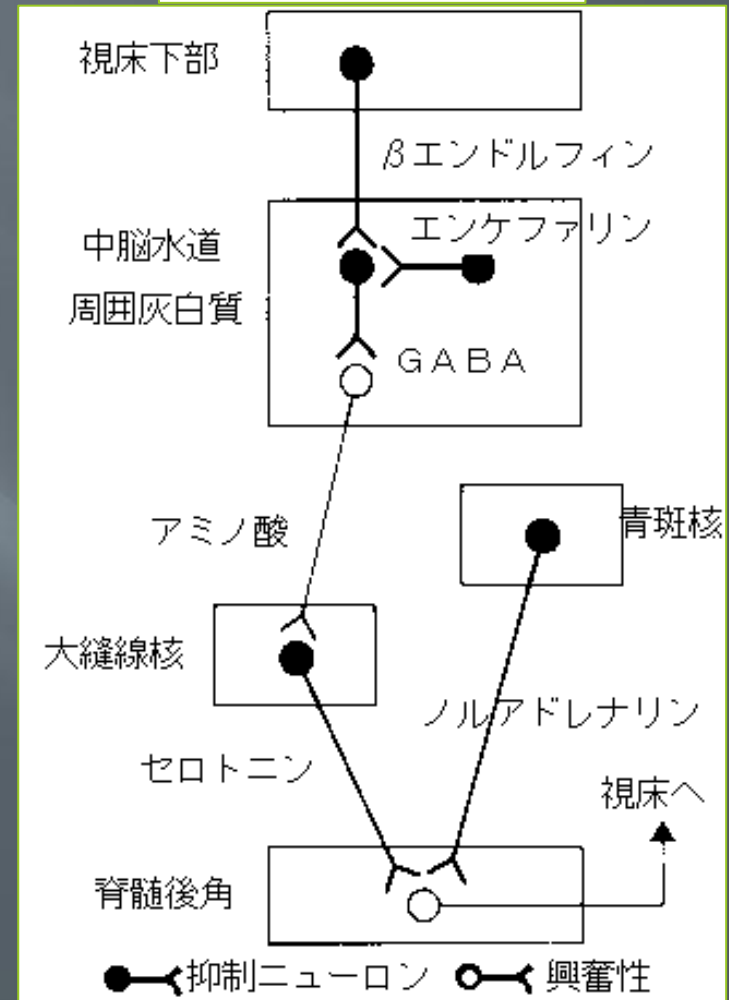 視床下部
βエンドルフィン
エンケファリン
中脳水道
周囲灰白質
GABA
アミノ酸
青斑核
大縫線核
ノルアドレナリン
セロトニン
視床へ
脊髄後角
抑制ニューロン
興奮性